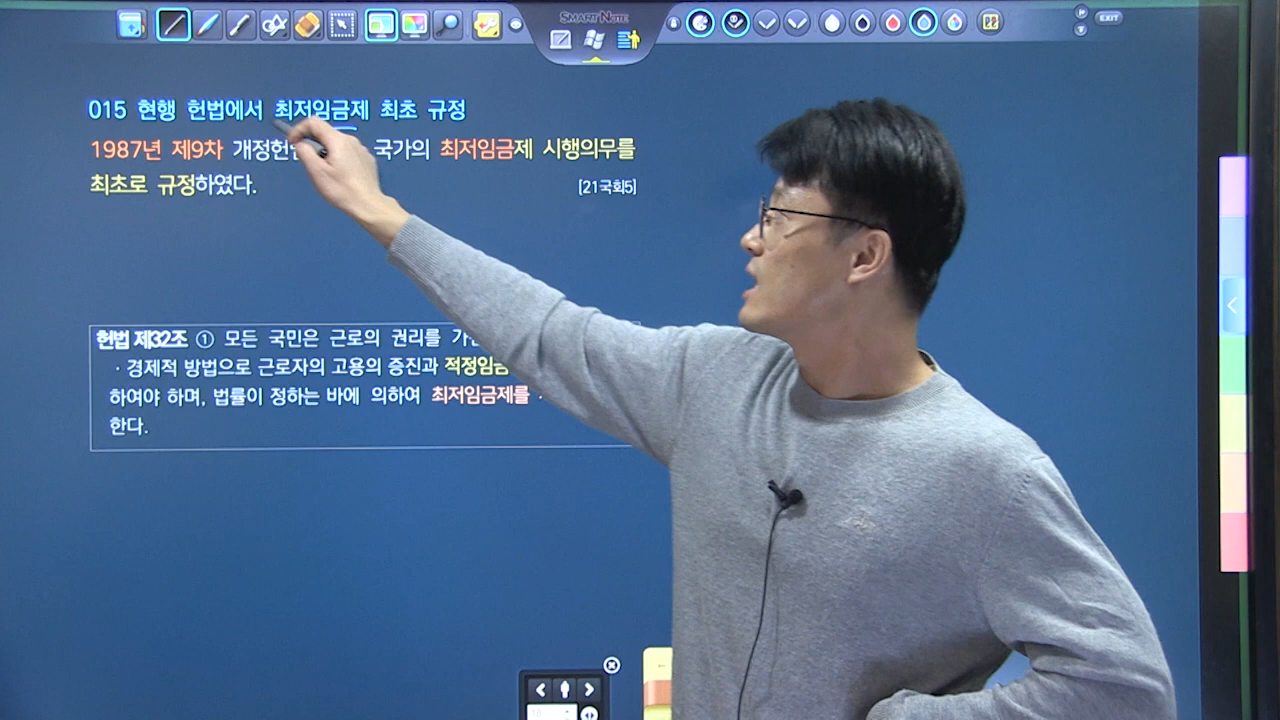 SMART NOTE
EXIT
015 현행 헌법에서 최저임금제 최초 규정
1987년 제9차 개정헌 국가의 최저임금제 시행의무를
최초로 규정하였다.
[21국회5]
헌법 제32조 ① 모든 국민은 근로의 권리를
· 경제적 방법으로 근로자의 고용의 증진과 적정임금
하여야 하며, 법률이 정하는 바에 의하여 최저임금제를
한다.